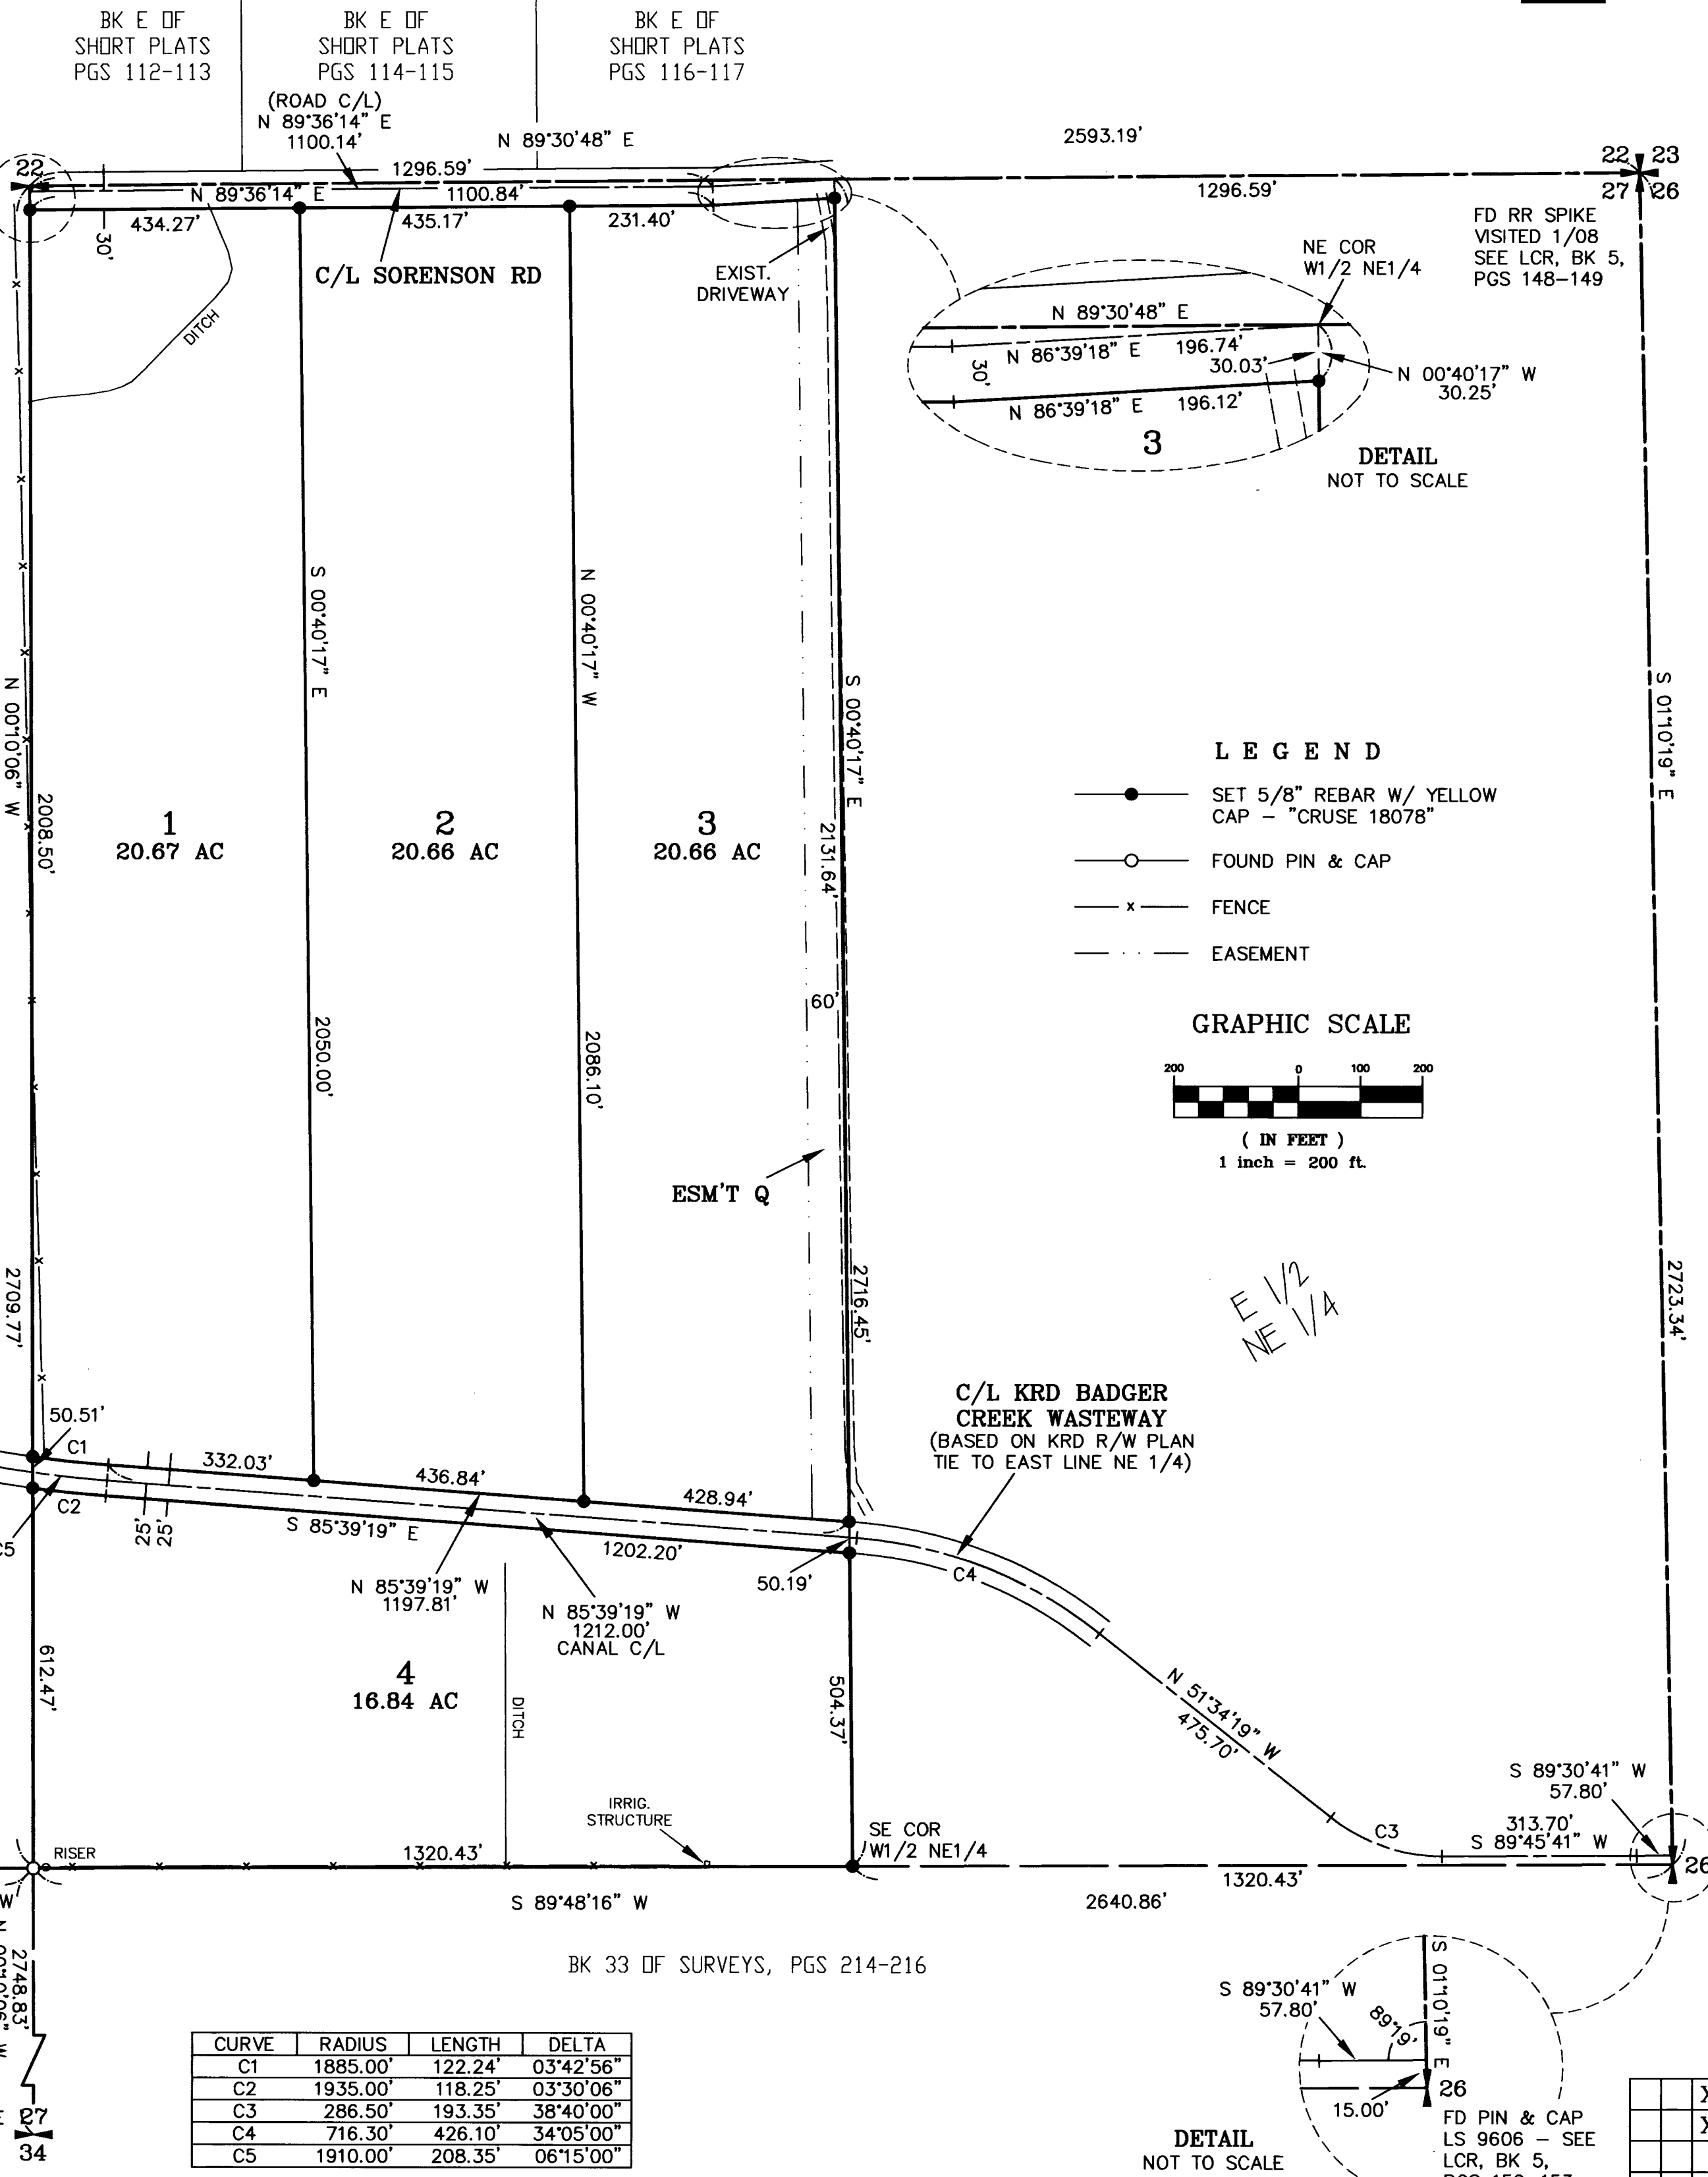 BK E OF
SHORT PLATS
PGS 112-113
BK E OF
SHORT PLATS
PGS 114-115
BK E OF
SHORT PLATS
PGS 116-117
(ROAD C/L)
N 89°36'14" E
1100.14'
N 89°30'48" E
2593.19'
22
1296.59'
1296.59'
22 23
27 26
N 89°36'14" E 1100.84'
434.27'
435.17'
231.40'
30'
C/L SORENSON RD
DITCH
EXIST.
DRIVEWAY
FD RR SPIKE
VISITED 1/08
SEE LCR, BK 5,
PGS 148-149
NE COR
W1/2 NE1/4
N 89°30'48" E
N 86°39'18" E 196.74'
30.03'
30'
N 00°40'17" W
30.25'
N 86°39'18" E 196.12'
3
DETAIL
NOT TO SCALE
S 00°40'17" E
N 00°40'17" W
S 00°40'17" E
S 01°10'19" E
N 00°10'06" W
2008.50'
1
20.67 AC
2
20.66 AC
3
20.66 AC
2131.64'
LEGEND
SET 5/8" REBAR W/ YELLOW
CAP - "CRUSE 18078"
FOUND PIN & CAP
x FENCE
EASEMENT
60'
2050.00'
2086.10'
GRAPHIC SCALE
200 0 100 200
( IN FEET )
1 inch = 200 ft.
ESM'T Q
2709.77'
2716.45'
2723.34'
E 1/2
NE 1/4
C/L KRD BADGER
CREEK WASTEWAY
(BASED ON KRD R/W PLAN
TIE TO EAST LINE NE 1/4)
50.51'
C1
332.03'
436.84'
428.94'
C2
25'
25'
S 85°39'19" E
1202.20'
C5
N 85°39'19" W
1197.81'
N 85°39'19" W
1212.00'
CANAL C/L
50.19'
C4
612.47'
4
16.84 AC
DITCH
504.37'
N 51°34'19" W
475.70'
S 89°30'41" W
57.80'
313.70'
S 89°45'41" W
C3
IRRIG.
STRUCTURE
RISER
1320.43'
SE COR
W1/2 NE1/4
1320.43'
26
S 89°48'16" W
2640.86'
W
BK 33 OF SURVEYS, PGS 214-216
N 00°10'06" W
2748.83'
27
34
S 89°30'41" W
57.80'
89°19'
S 01°10'19" E
26
15.00'
DETAIL
NOT TO SCALE
FD PIN & CAP
LS 9606 - SEE
LCR, BK 5,
CURVE RADIUS LENGTH DELTA
C1 1885.00' 122.24' 03°42'56"
C2 1935.00' 118.25' 03°30'06"
C3 286.50' 193.35' 38°40'00"
C4 716.30' 426.10' 34°05'00"
C5 1910.00' 208.35' 06°15'00"
X
X